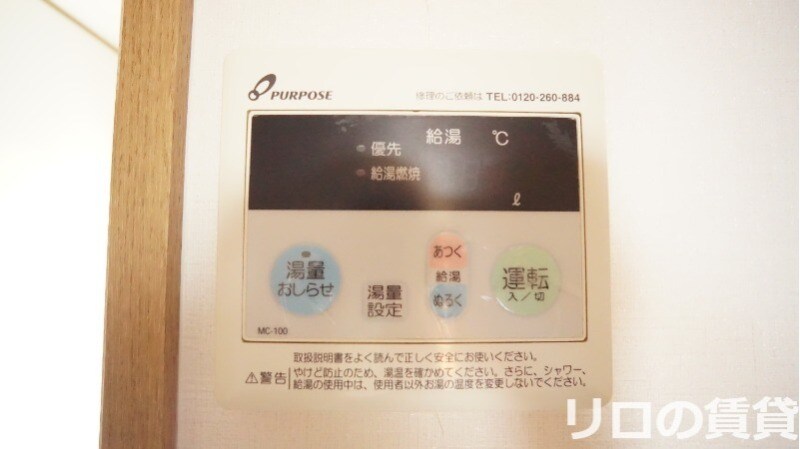 PURPOSE
修理のご依頼は TEL:0120-260-884
給湯 ℃
優先
給湯燃焼
ℓ
湯量
おしらせ
湯量
設定
あつく
給湯
ぬるく
運転
入/切
MC-100
取扱説明書をよく読んで正しく安全にお使いください。
⚠警告
やけど防止のため、湯温を確かめてください。さらに、シャワー、
給湯の使用中は、使用者以外お湯の温度を変更しないでください。
リロの賃貸